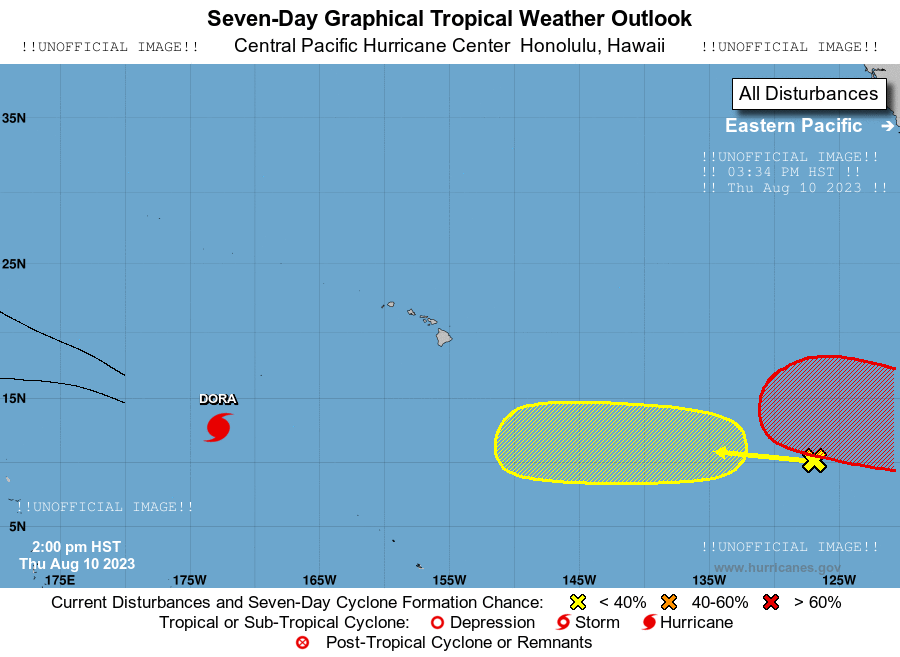 Seven-Day Graphical Tropical Weather Outlook
!!UNOFFICIAL IMAGE!! Central Pacific Hurricane Center Honolulu, Hawaii !!UNOFFICIAL IMAGE!!
All Disturbances
35N
Eastern Pacific
!!UNOFFICIAL IMAGE!!
!! 03:34 PM HST !!
!! Thu Aug 10 2023 !!
25N
15N
DORA
!!UNOFFICIAL IMAGE!!
5N
2:00 pm HST
Thu Aug 10 2023
!!UNOFFICIAL IMAGE!!
www.hurricanes.gov
175E 175W 165W 155W 145W 135W 125W
Current Disturbances and Seven-Day Cyclone Formation Chance: < 40% 40-60% > 60%
Tropical or Sub-Tropical Cyclone: Depression Storm Hurricane
Post-Tropical Cyclone or Remnants